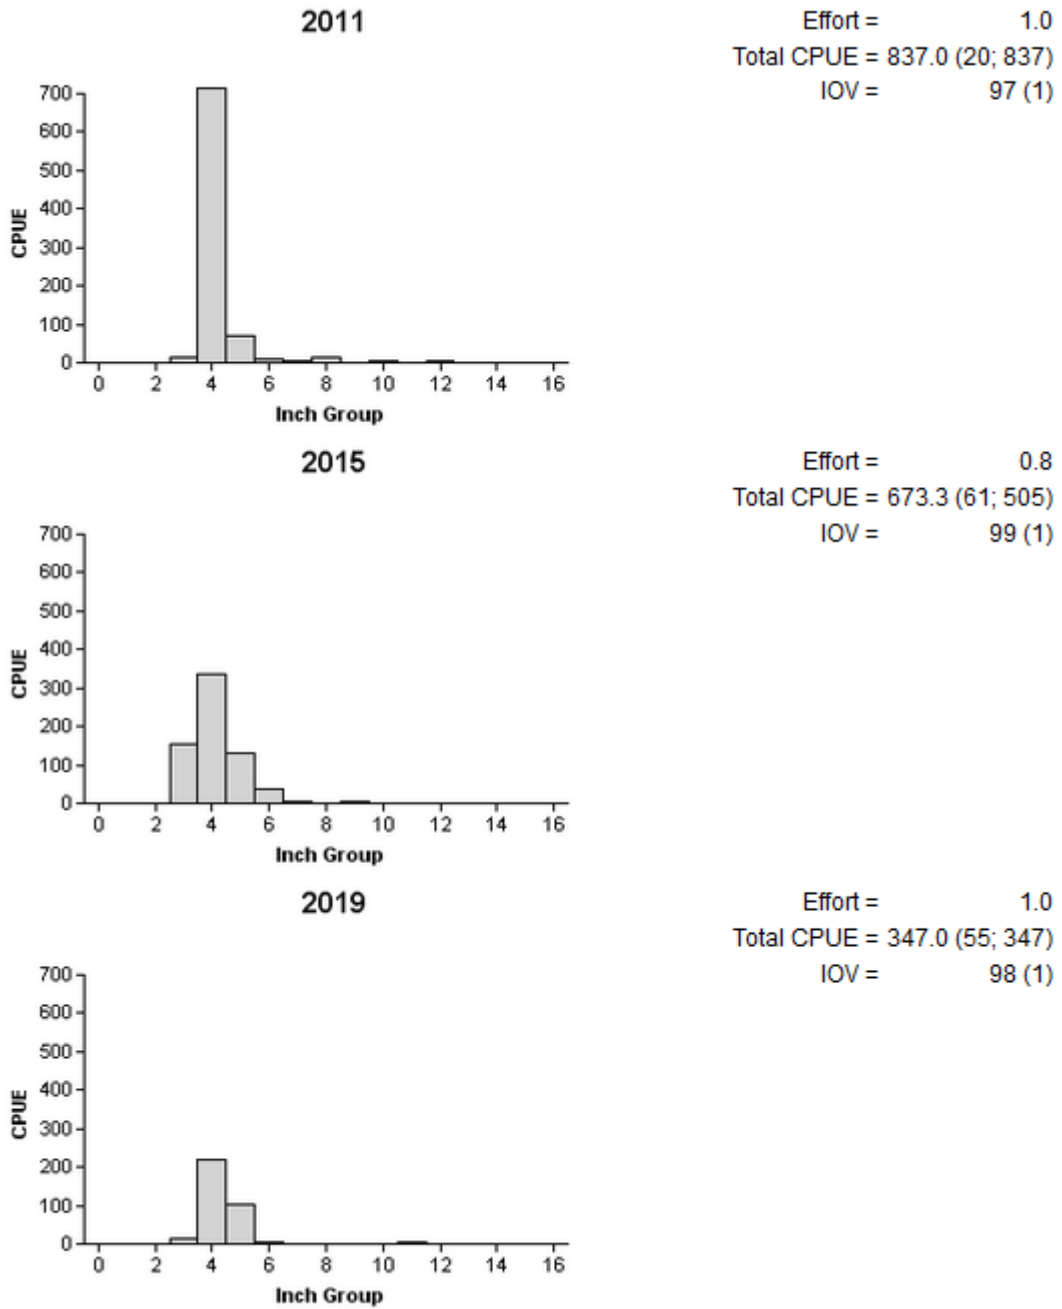 2011
Effort = 1.0
Total CPUE = 837.0 (20; 837)
IOV = 97 (1)
700
600
500
400
300
200
100
0
CPUE
0 2 4 6 8 10 12 14 16
Inch Group
2015
Effort = 0.8
Total CPUE = 673.3 (61; 505)
IOV = 99 (1)
700
600
500
400
300
200
100
0
CPUE
0 2 4 6 8 10 12 14 16
Inch Group
2019
Effort = 1.0
Total CPUE = 347.0 (55; 347)
IOV = 98 (1)
700
600
500
400
300
200
100
0
CPUE
0 2 4 6 8 10 12 14 16
Inch Group